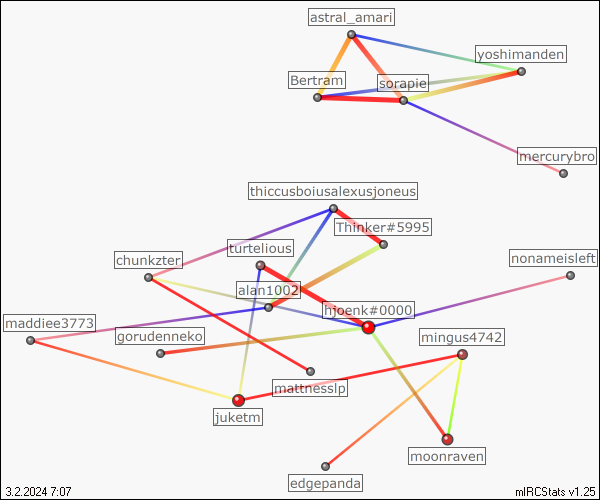 astral_amari
yoshimanden
Bertram
sorapie
mercurybro
thiccusboiusalexusjoneus
Thinker#5995
turtelious
nonameisleft
chunkzter
alan1002
hjoenk#0000
maddiee3773
gorudenneko
mingus4742
mattnesslp
juketm
moonraven
edgepanda
3.2.2024 7:07
mIRCStats v1.25